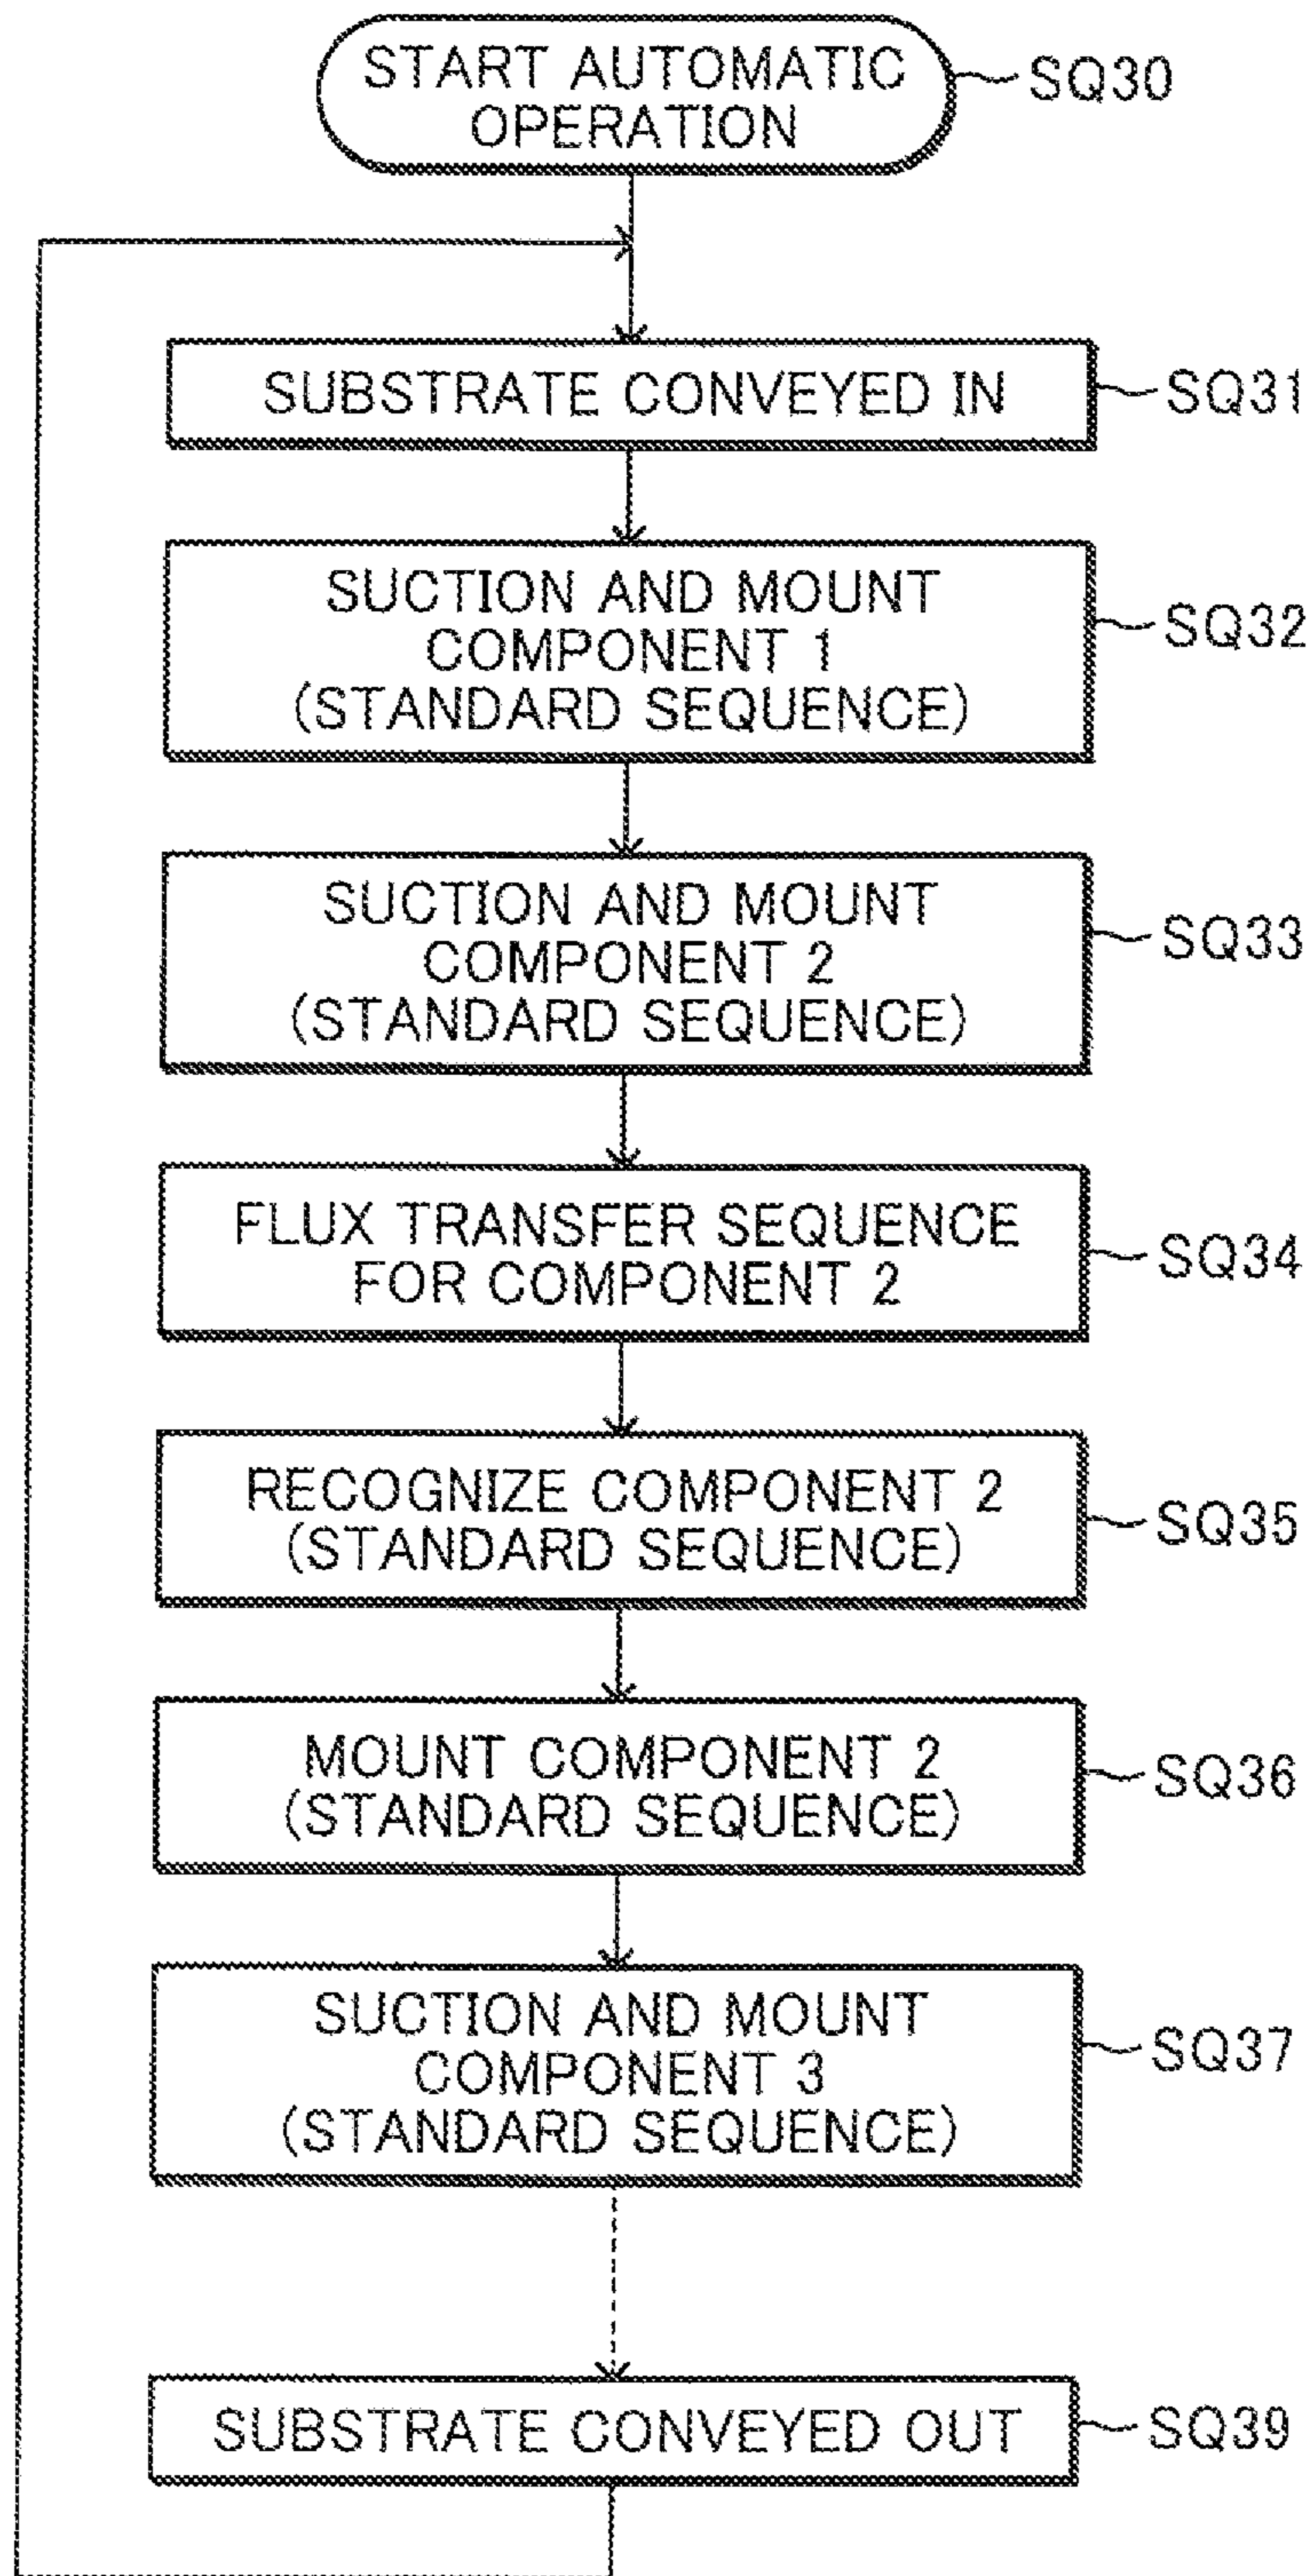 START AUTOMATIC
OPERATION
SQ30
SUBSTRATE CONVEYED IN
SQ31
SUCTION AND MOUNT
COMPONENT 1
(STANDARD SEQUENCE)
SQ32
SUCTION AND MOUNT
COMPONENT 2
(STANDARD SEQUENCE)
SQ33
FLUX TRANSFER SEQUENCE
FOR COMPONENT 2
SQ34
RECOGNIZE COMPONENT 2
(STANDARD SEQUENCE)
SQ35
MOUNT COMPONENT 2
(STANDARD SEQUENCE)
SQ36
SUCTION AND MOUNT
COMPONENT 3
(STANDARD SEQUENCE)
SQ37
SUBSTRATE CONVEYED OUT
SQ39